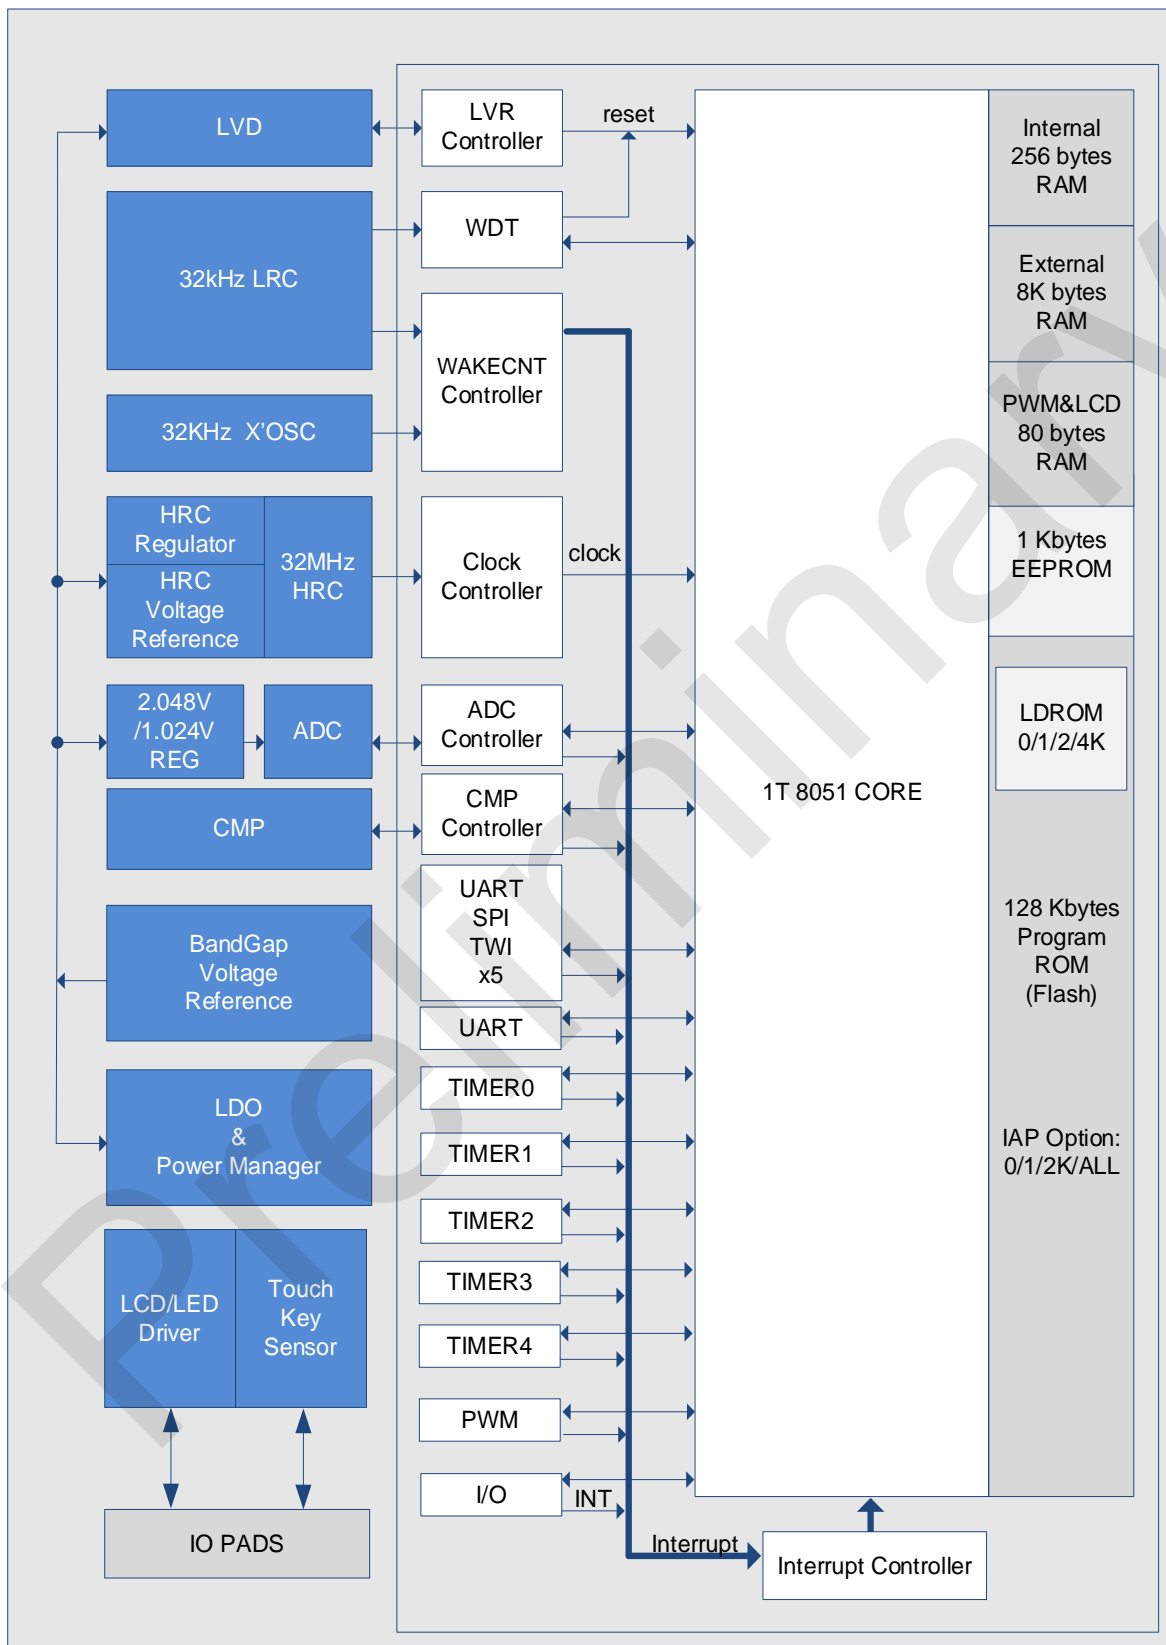 LVD
LVR
Controller
reset
Internal
256 bytes
RAM
32kHz LRC
WDT
External
8K bytes
RAM
WAKECNT
Controller
32KHz X'OSC
PWM&LCD
80 bytes
RAM
HRC
Regulator
HRC
Voltage
Reference
32MHz
HRC
Clock
Controller
clock
1 Kbytes
EEPROM
2.048V
/1.024V
REG
ADC
ADC
Controller
LDROM
0/1/2/4K
CMP
CMP
Controller
1T 8051 CORE
UART
SPI
TWI
x5
BandGap
Voltage
Reference
128 Kbytes
Program
ROM
(Flash)
UART
TIMER0
LDO
&
Power Manager
TIMER1
IAP Option:
0/1/2K/ALL
TIMER2
LCD/LED
Driver
Touch
Key
Sensor
TIMER3
TIMER4
PWM
I/O
INT
IO PADS
Interrupt
Interrupt Controller
Preliminary